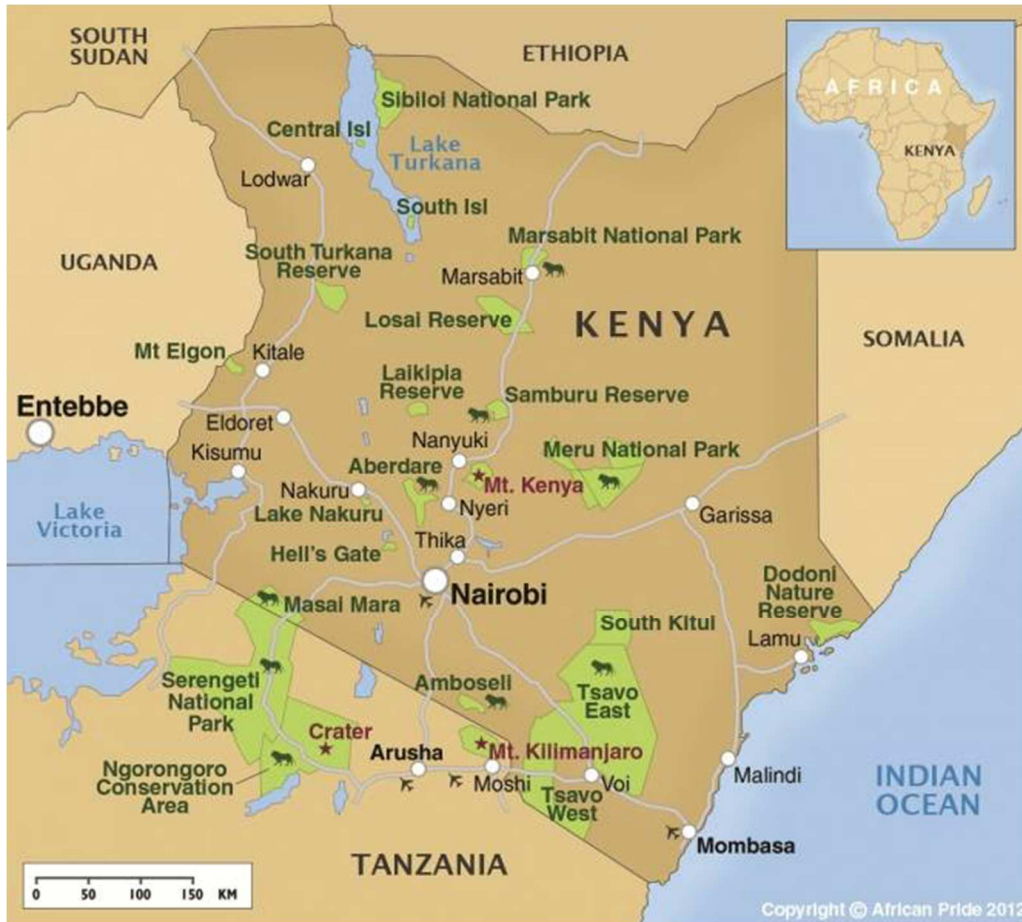 SOUTH
SUDAN
ETHIOPIA
AFRICA
KENYA
Sibiloi National Park
Central Isl
Lake
Turkana
Lodwar
South Isl
UGANDA
South Turkana
Reserve
Marsabit National Park
Marsabit
Losai Reserve
KENYA
SOMALIA
Mt Elgon
Kitale
Laikipia
Reserve
Samburu Reserve
Entebbe
Eldoret
Nanyuki
Kisumu
Meru National Park
Aberdare
Mt. Kenya
Nakuru
Lake Nakuru
Nyeri
Garissa
Lake
Victoria
Thika
Hell's Gate
Nairobi
Dodoni
Nature
Reserve
Masai Mara
South Kitui
Lamu
Serengeti
National
Park
Amboseli
Tsavo
East
Crater
Arusha
Mt. Kilimanjaro
Ngorongoro
Conservation
Area
Moshi
Voi
Malindi
Tsavo
West
INDIAN
OCEAN
Mombasa
TANZANIA
0 50 100 150 KM
Copyright © African Pride 2012